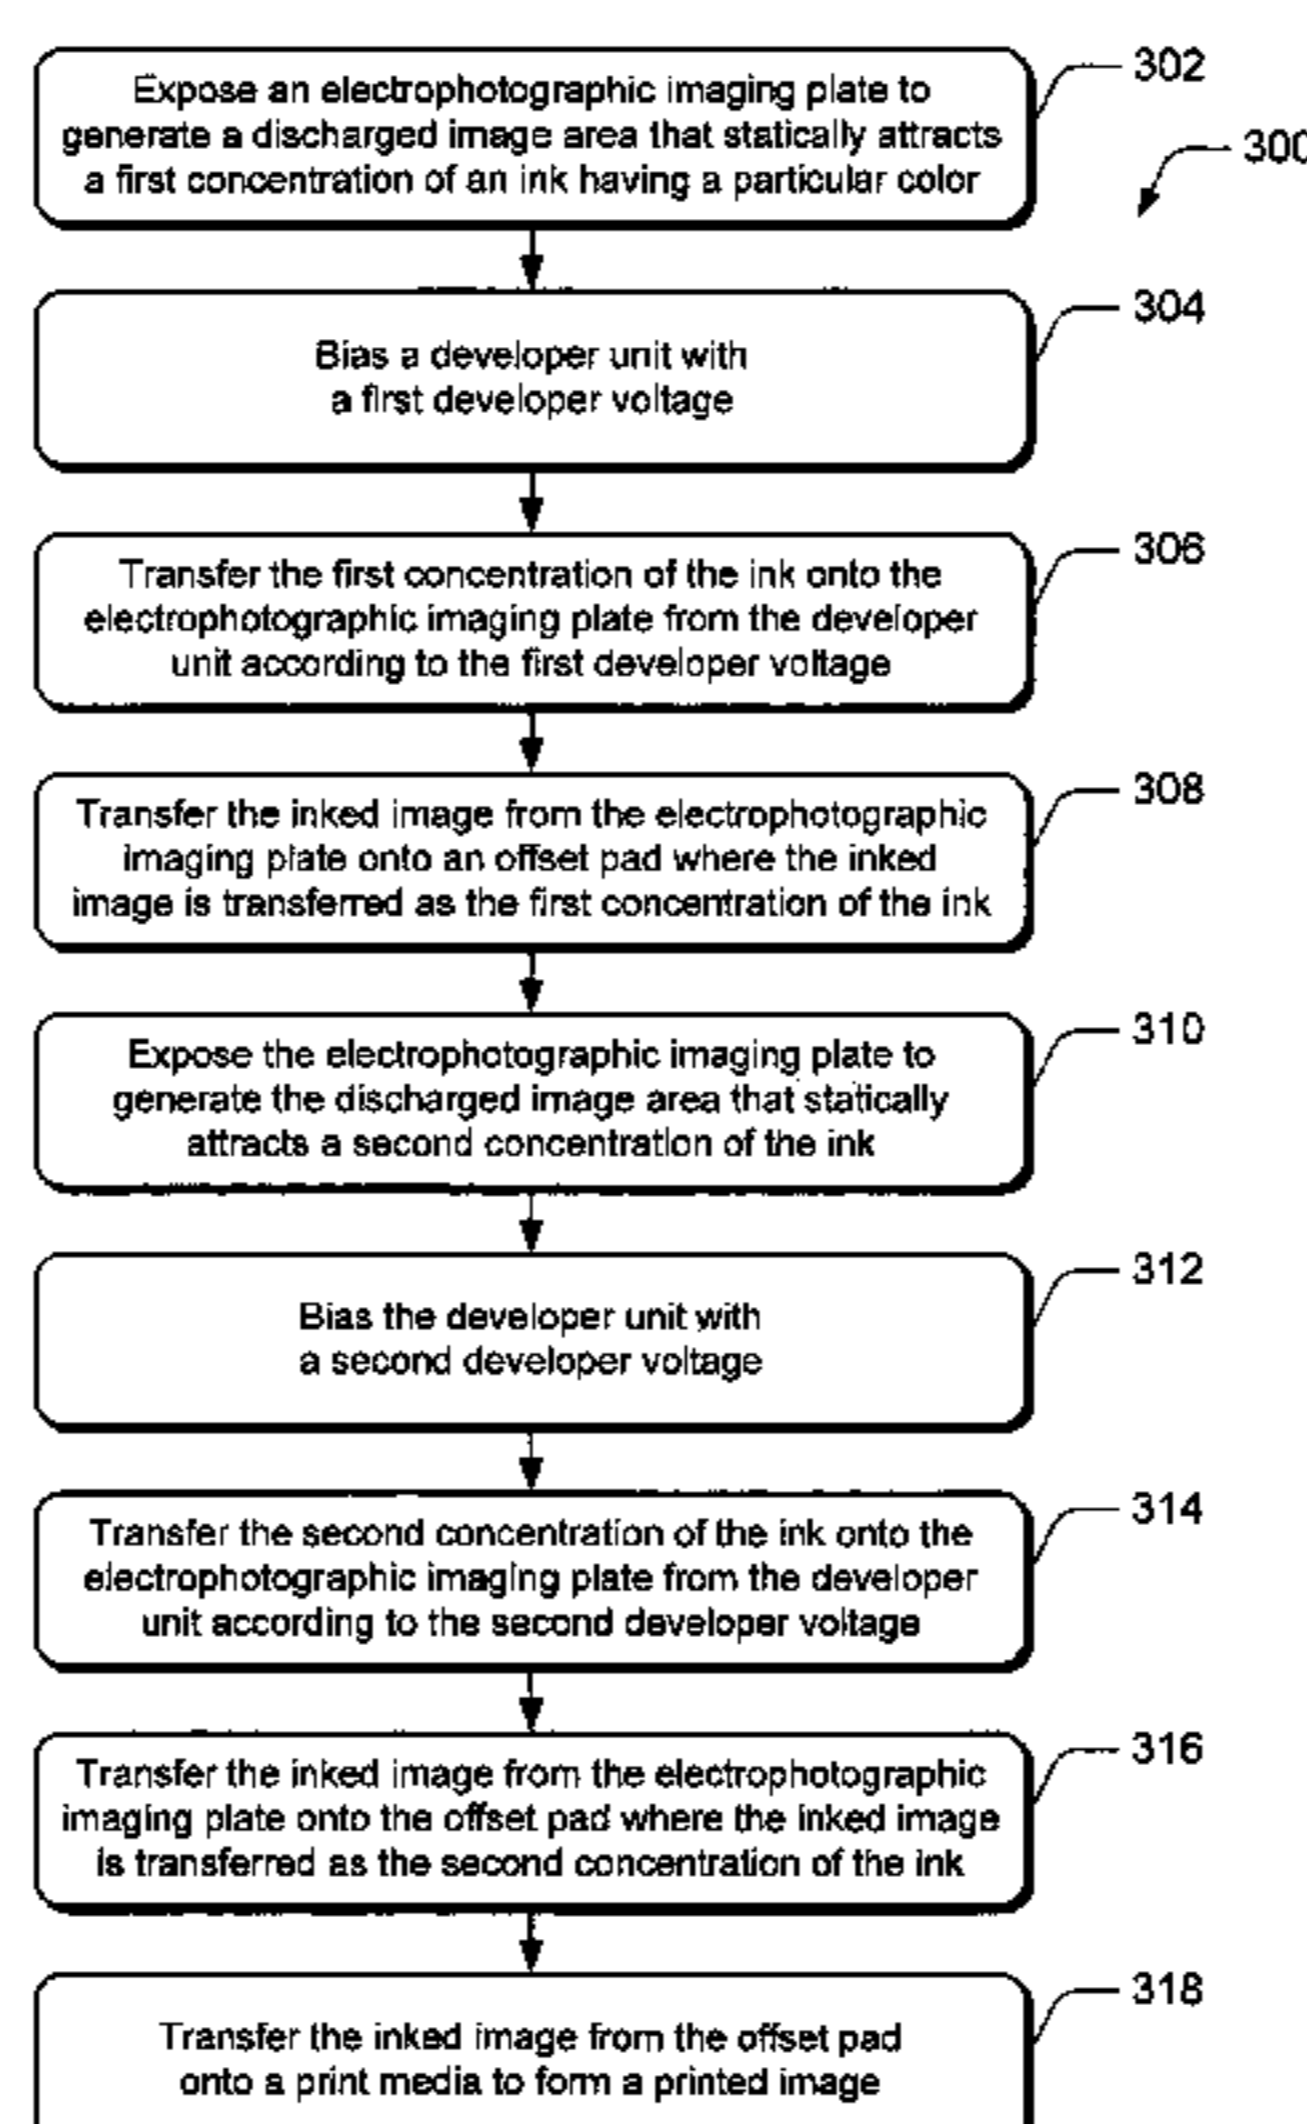 302
Expose an electrophotographic imaging plate to
generate a discharged image area that statically attracts
a first concentration of an ink having a particular color
300
304
Bias a developer unit with
a first developer voltage
306
Transfer the first concentration of the ink onto the
electrophotographic imaging plate from the developer
unit according to the first developer voltage
308
Transfer the inked image from the electrophotographic
imaging plate onto an offset pad where the inked
image is transferred as the first concentration of the ink
310
Expose the electrophotographic imaging plate to
generate the discharged image area that statically
attracts a second concentration of the ink
312
Bias the developer unit with
a second developer voltage
314
Transfer the second concentration of the ink onto the
electrophotographic imaging plate from the developer
unit according to the second developer voltage
316
Transfer the inked image from the electrophotographic
imaging plate onto the offset pad where the inked image
is transferred as the second concentration of the ink
318
Transfer the inked image from the offset pad
onto a print media to form a printed image